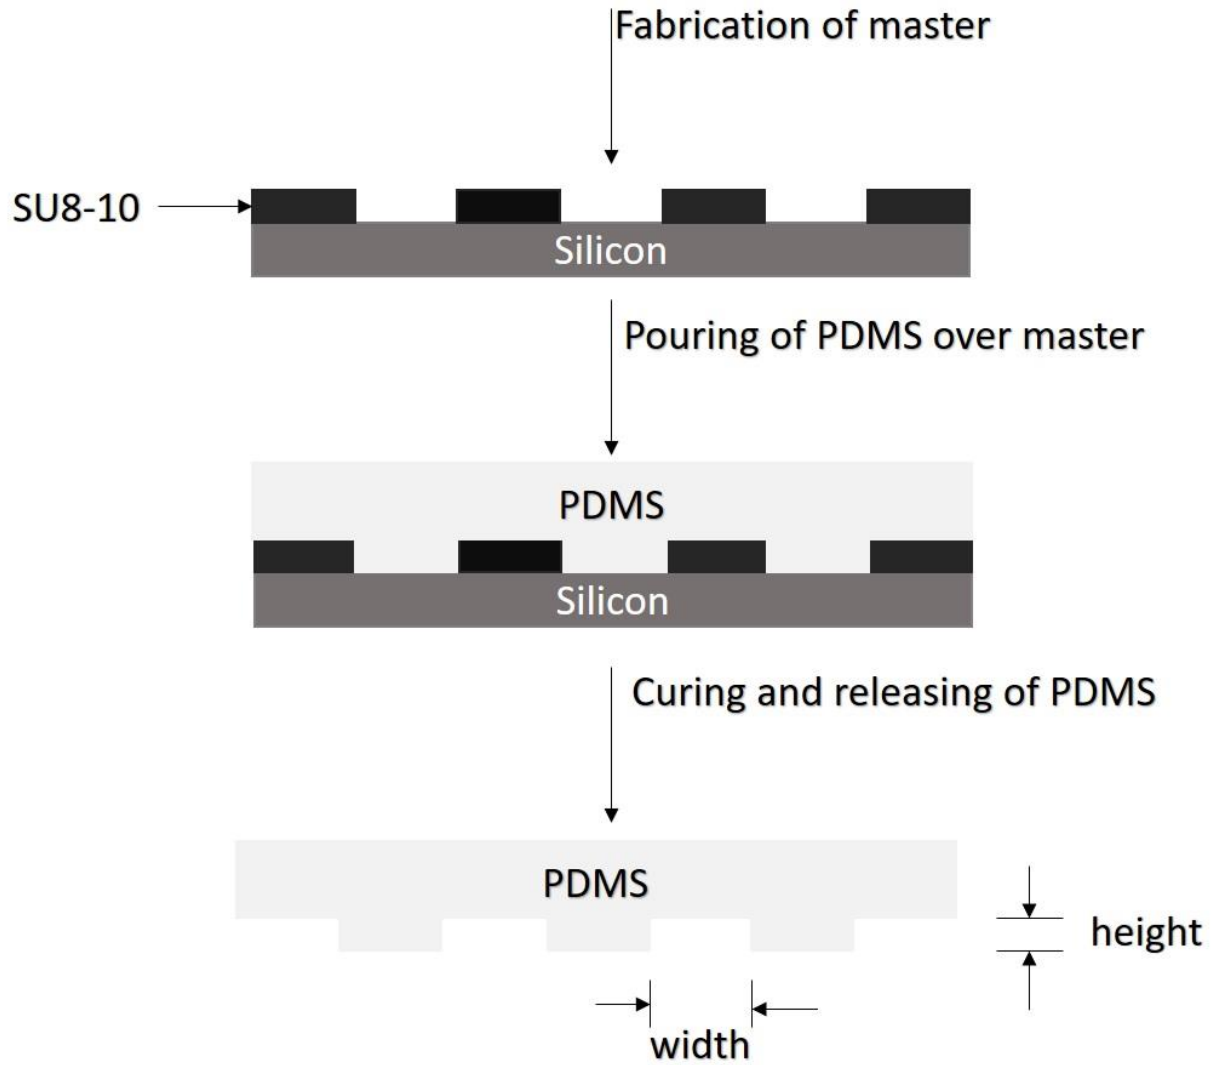 Fabrication of master
SU8-10
Silicon
Pouring of PDMS over master
PDMS
Silicon
Curing and releasing of PDMS
PDMS
height
width